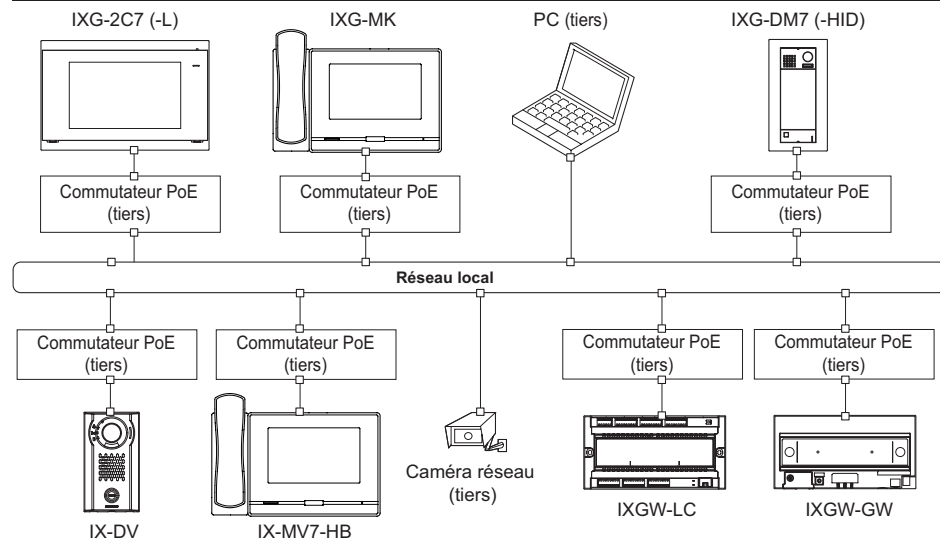 IXG-2C7 (-L)
IXG-MK
PC (tiers)
IXG-DM7 (-HID)
Commutateur PoE
(tiers)
Commutateur PoE
(tiers)
Commutateur PoE
(tiers)
Réseau local
Commutateur PoE
(tiers)
Commutateur PoE
(tiers)
Commutateur PoE
(tiers)
Commutateur PoE
(tiers)
Caméra réseau
(tiers)
IX-DV
IX-MV7-HB
IXGW-LC
IXGW-GW